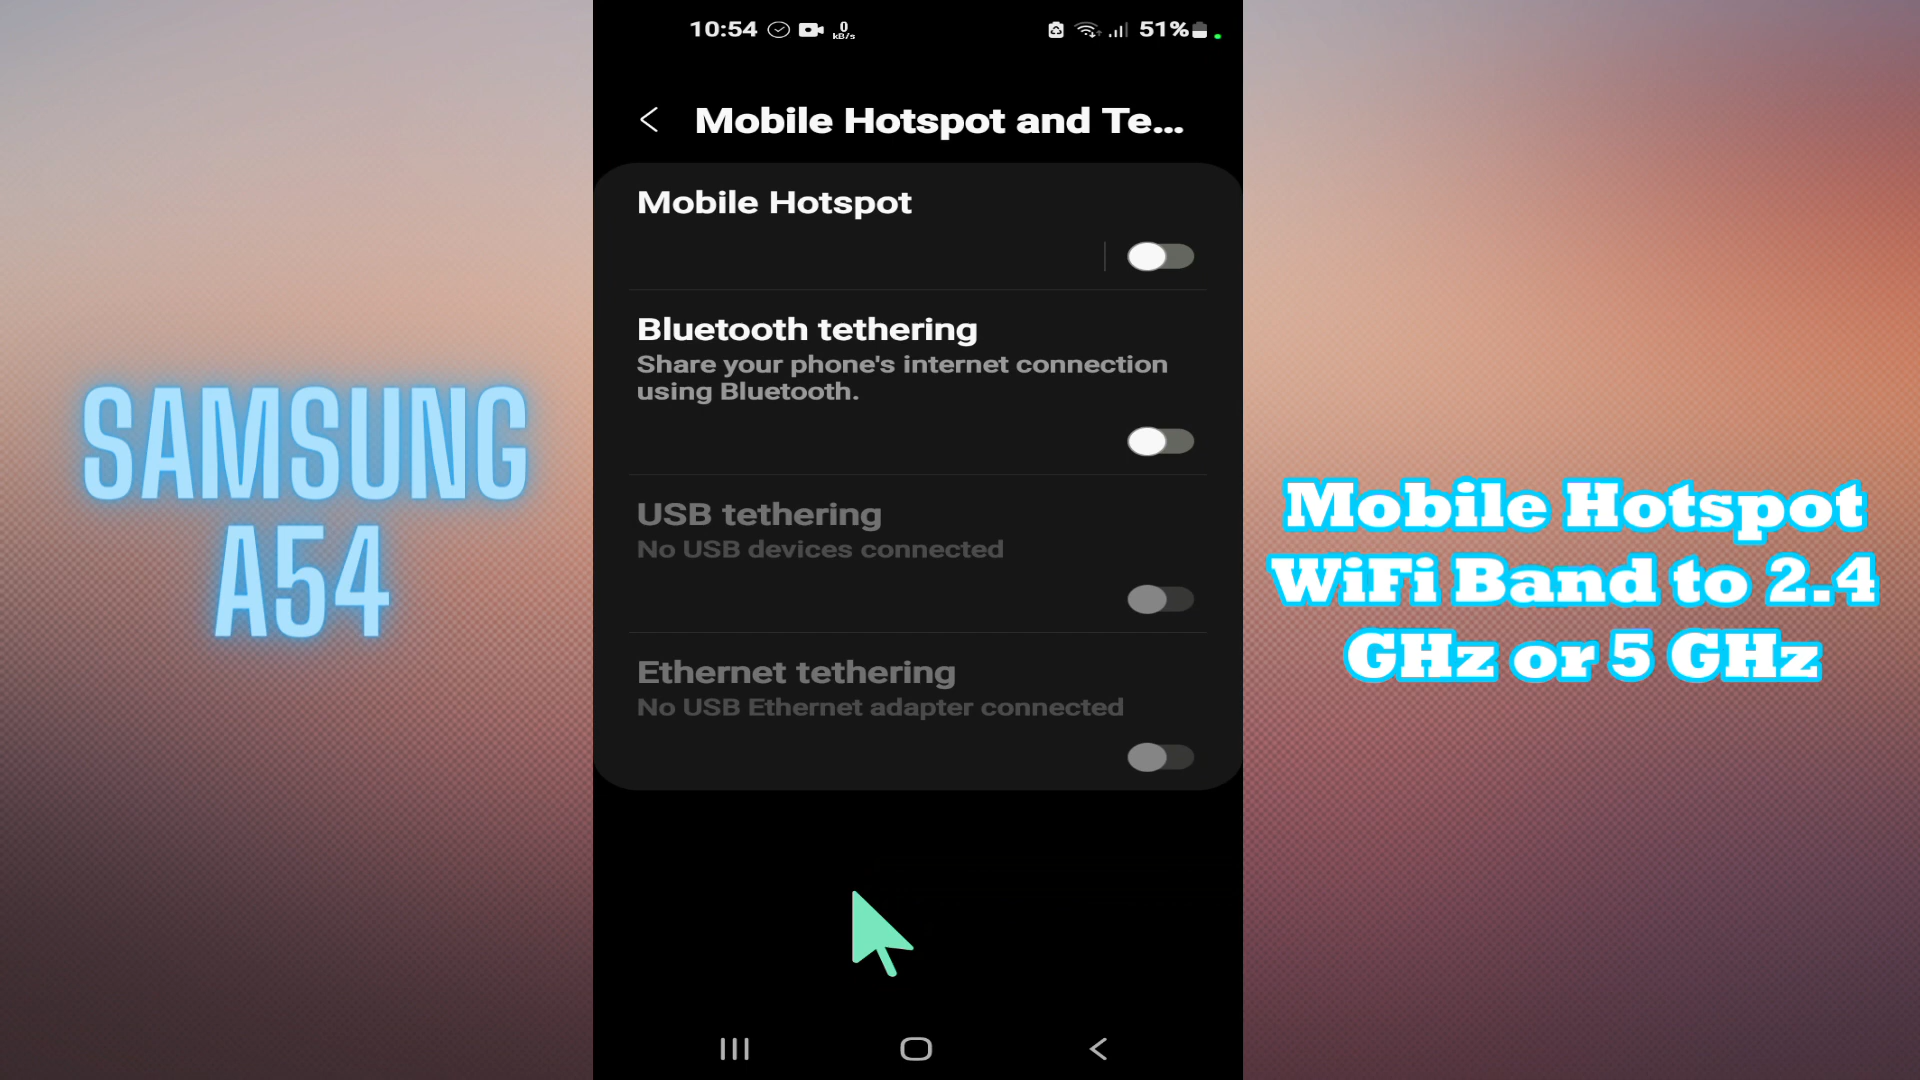 10:54 0 kB/s 51%
Mobile Hotspot and Te...
Mobile Hotspot
Bluetooth tethering
Share your phone's internet connection
using Bluetooth.
USB tethering
No USB devices connected
Ethernet tethering
No USB Ethernet adapter connected
SAMSUNG
A54
Mobile Hotspot
WiFi Band to 2.4
GHz or 5 GHz